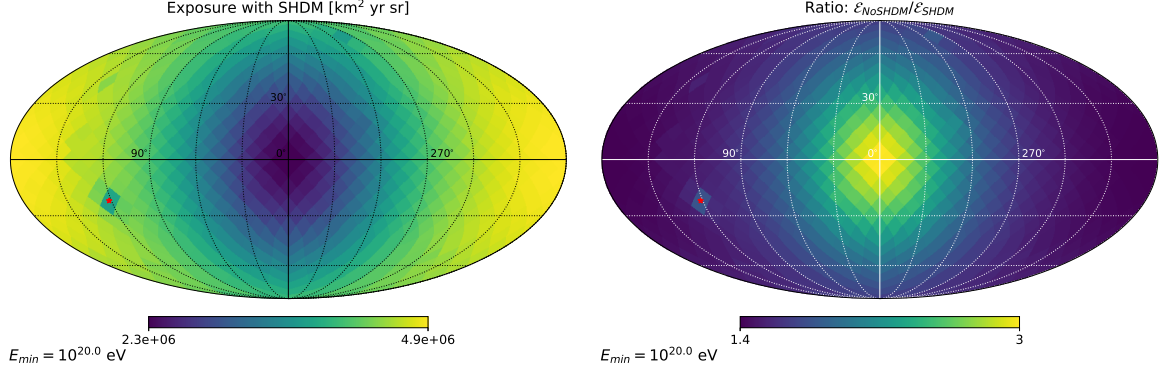 Exposure with SHDM [km² yr sr]
30°
90°
0°
270°
2.3e+06
4.9e+06
E_min = 10^20.0 eV
Ratio: ℰ_NoSHDM/ℰ_SHDM
30°
90°
0°
270°
1.4
3
E_min = 10^20.0 eV